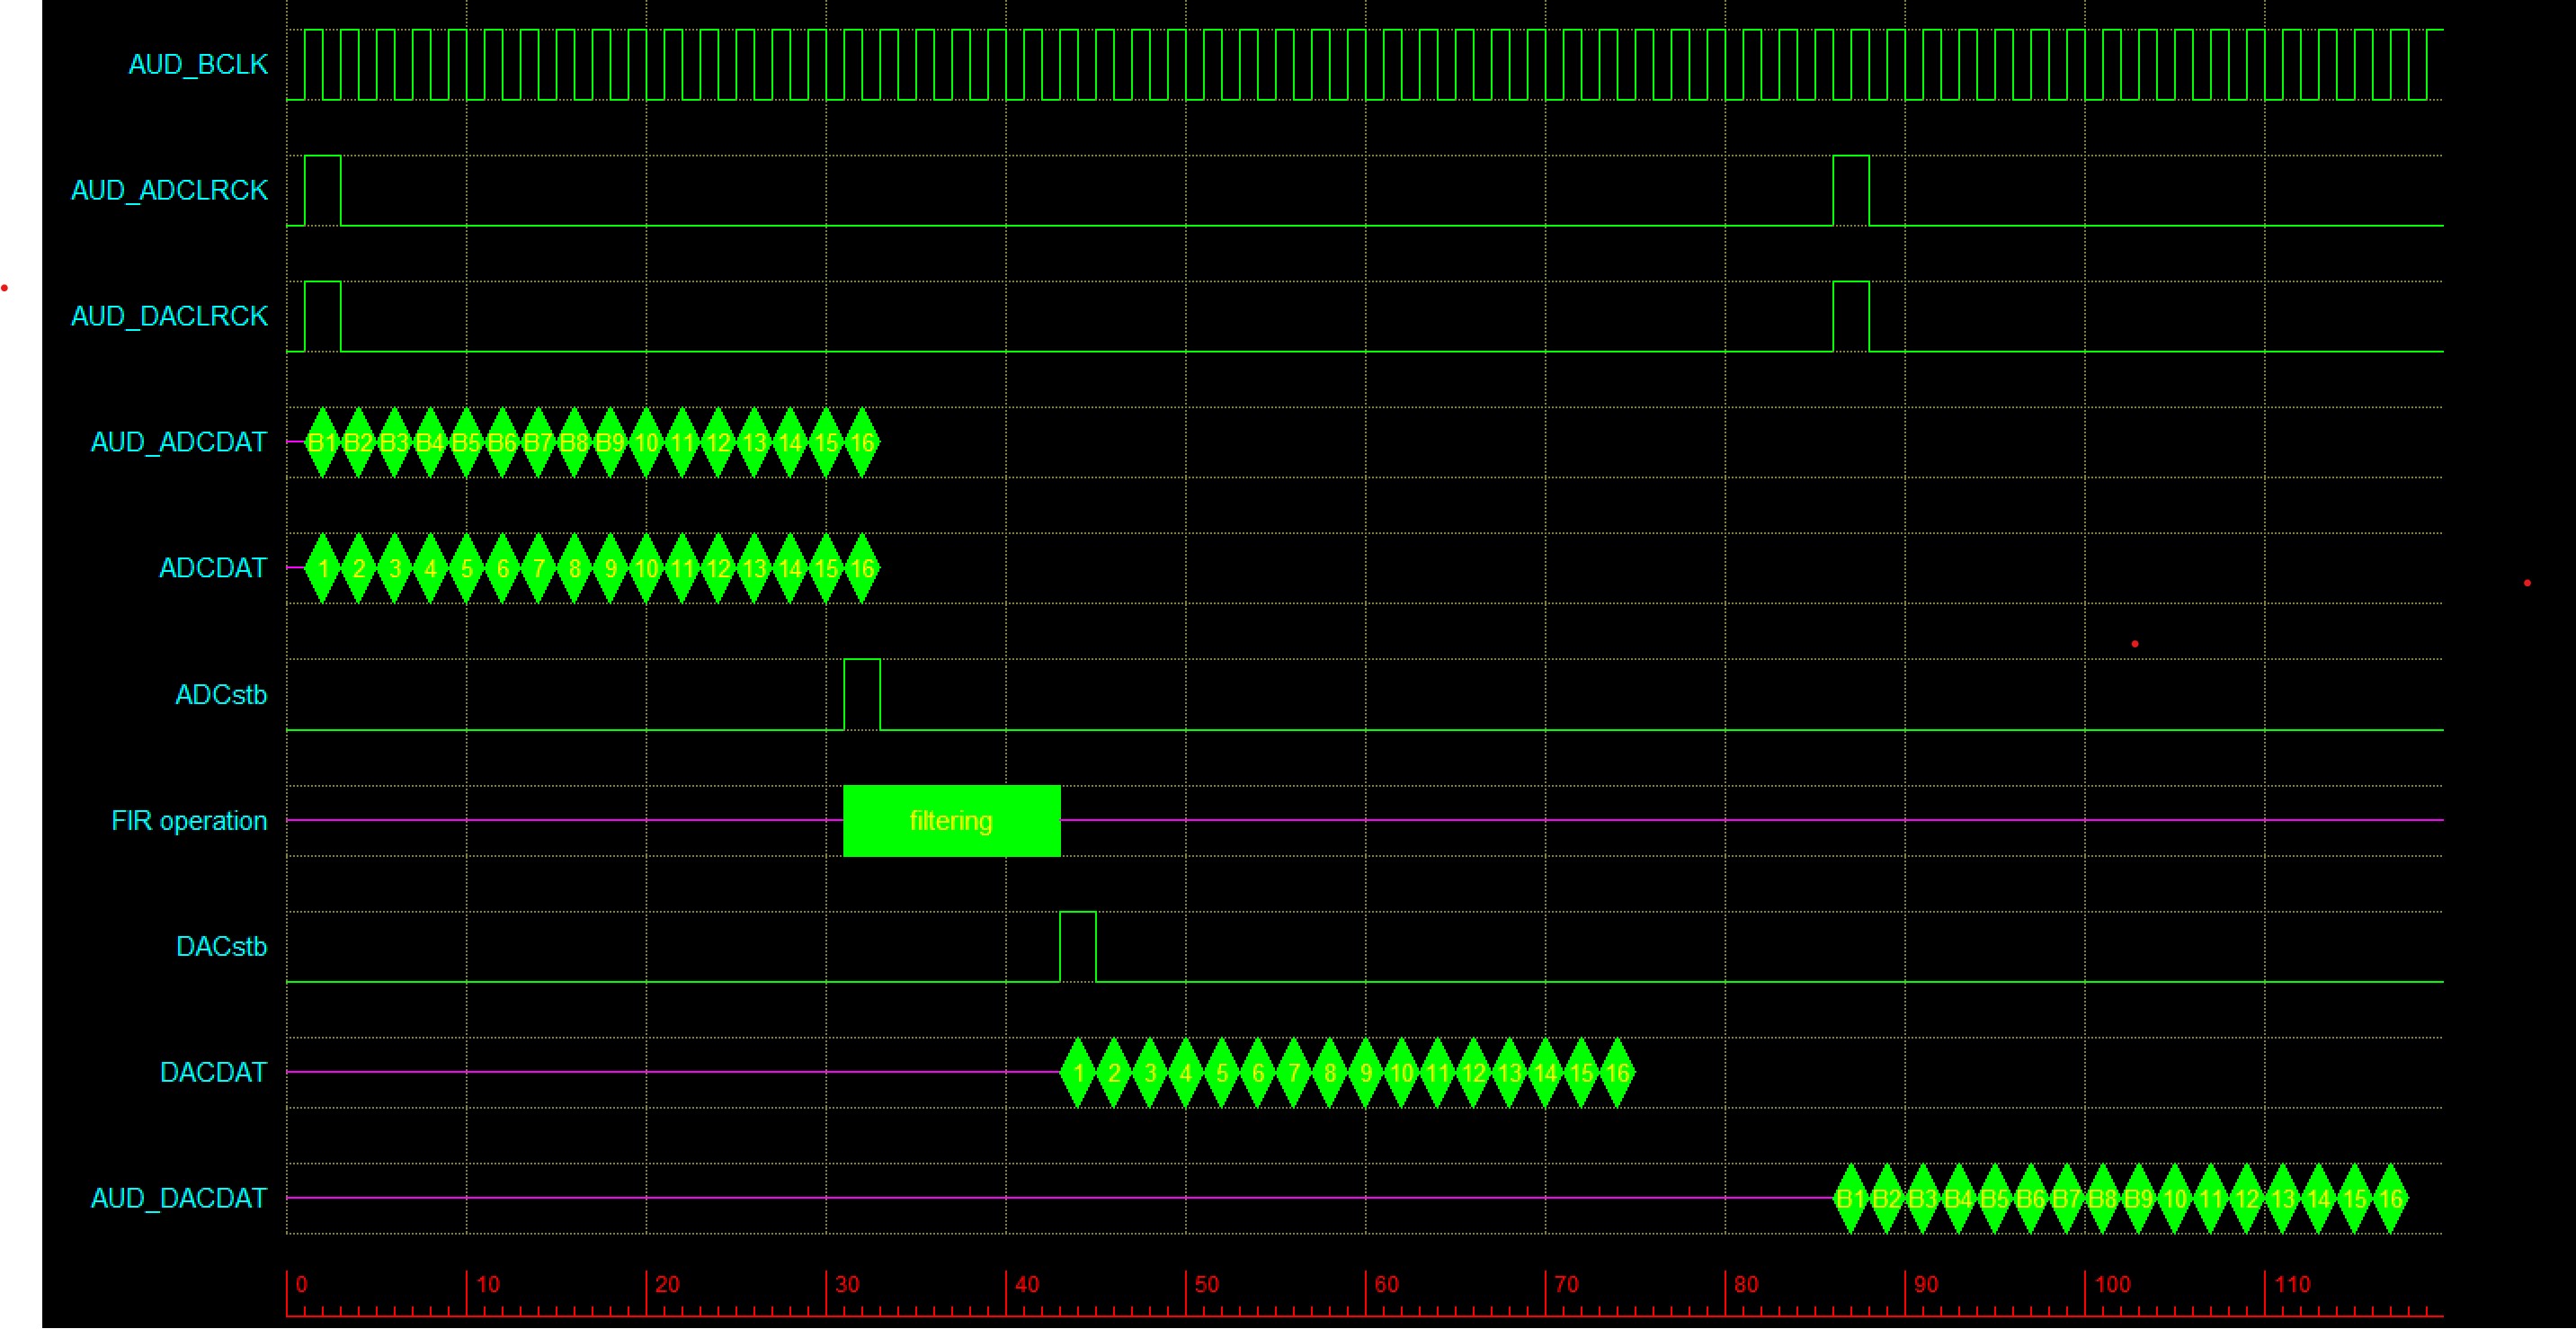 AUD_BCLK
AUD_ADCLRCK
AUD_DACLRCK
AUD_ADCDAT B1 B2 B3 B4 B5 B6 B7 B8 B9 10 11 12 13 14 15 16
ADCDAT 1 2 3 4 5 6 7 8 9 10 11 12 13 14 15 16
ADCstb
FIR operation filtering
DACstb
DACDAT 1 2 3 4 5 6 7 8 9 10 11 12 13 14 15 16
AUD_DACDAT B1 B2 B3 B4 B5 B6 B7 B8 B9 10 11 12 13 14 15 16
0 10 20 30 40 50 60 70 80 90 100 110